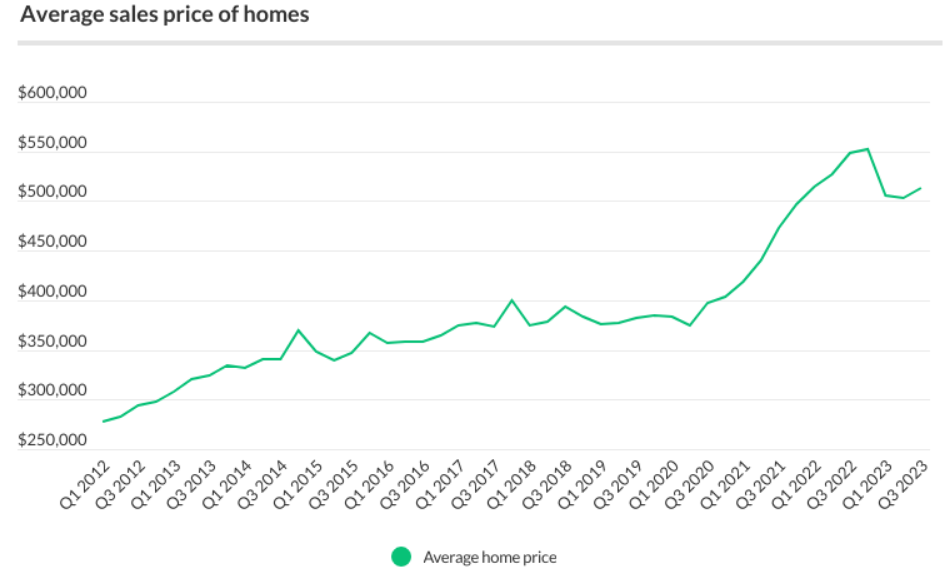 Average sales price of homes
$600,000
$550,000
$500,000
$450,000
$400,000
$350,000
$300,000
$250,000
Q1 2012
Q3 2012
Q1 2013
Q3 2013
Q1 2014
Q3 2014
Q1 2015
Q3 2015
Q1 2016
Q3 2016
Q1 2017
Q3 2017
Q1 2018
Q3 2018
Q1 2019
Q3 2019
Q1 2020
Q3 2020
Q1 2021
Q3 2021
Q1 2022
Q3 2022
Q1 2023
Q3 2023
Average home price